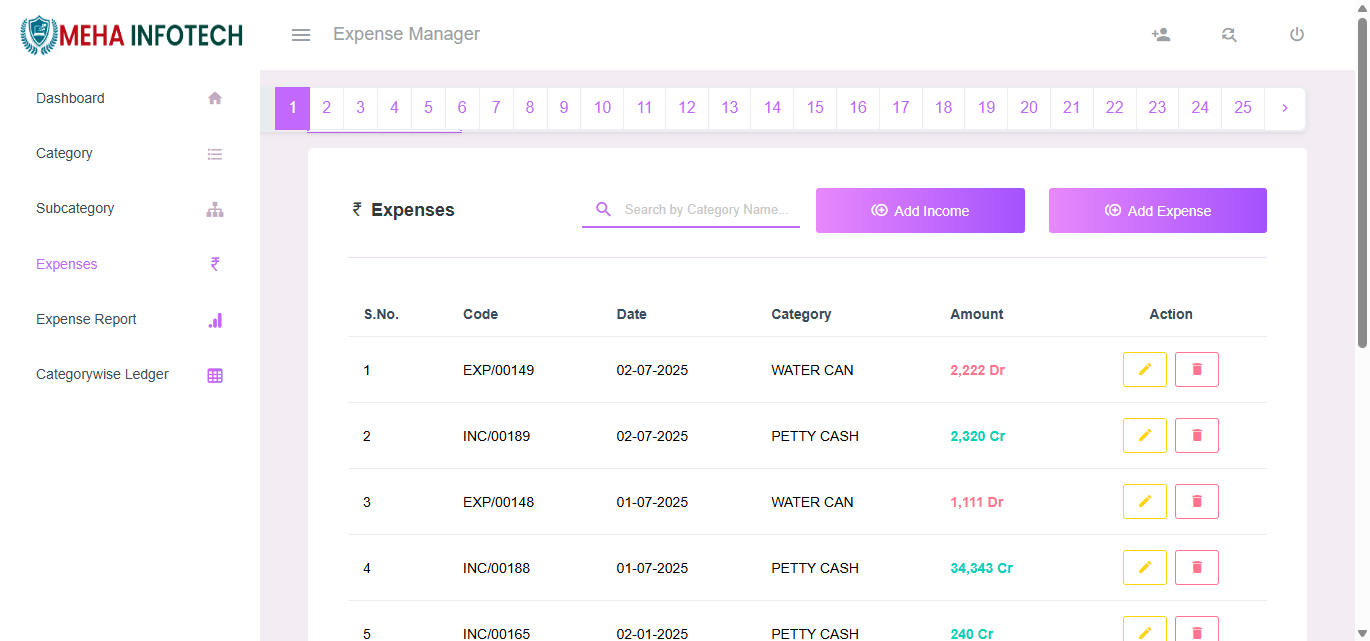 MEHA INFOTECH
Expense Manager
Dashboard
Category
Subcategory
Expenses
Expense Report
Categorywise Ledger
1 2 3 4 5 6 7 8 9 10 11 12 13 14 15 16 17 18 19 20 21 22 23 24 25 ›
₹ Expenses
Search by Category Name...
Add Income
Add Expense
S.No. Code Date Category Amount Action
1 EXP/00149 02-07-2025 WATER CAN 2,222 Dr
2 INC/00189 02-07-2025 PETTY CASH 2,320 Cr
3 EXP/00148 01-07-2025 WATER CAN 1,111 Dr
4 INC/00188 01-07-2025 PETTY CASH 34,343 Cr
5 INC/00165 02-01-2025 PETTY CASH 240 Cr